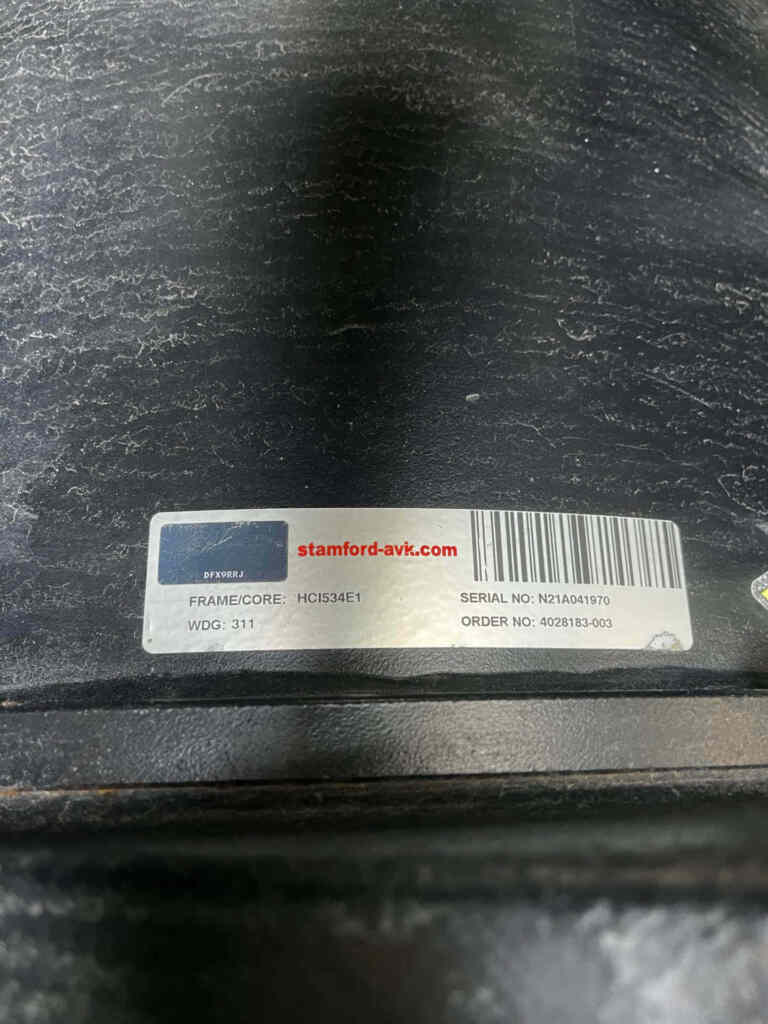 stamford-avk.com
DFX9RRJ
FRAME/CORE: HCI534E1
SERIAL NO: N21A041970
WDG: 311
ORDER NO: 4028183-003